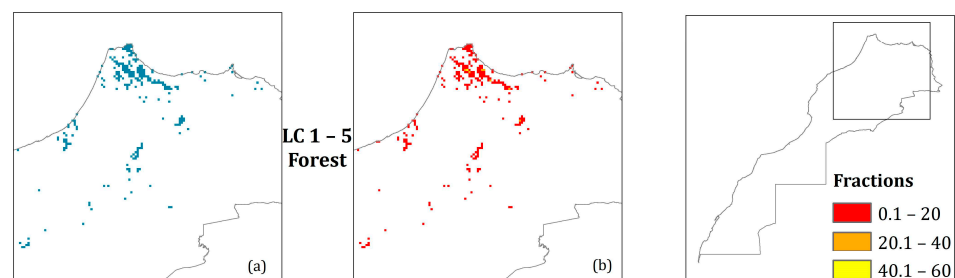 LC 1 – 5
Forest
(a)
(b)
Fractions
0.1 – 20
20.1 – 40
40.1 – 60